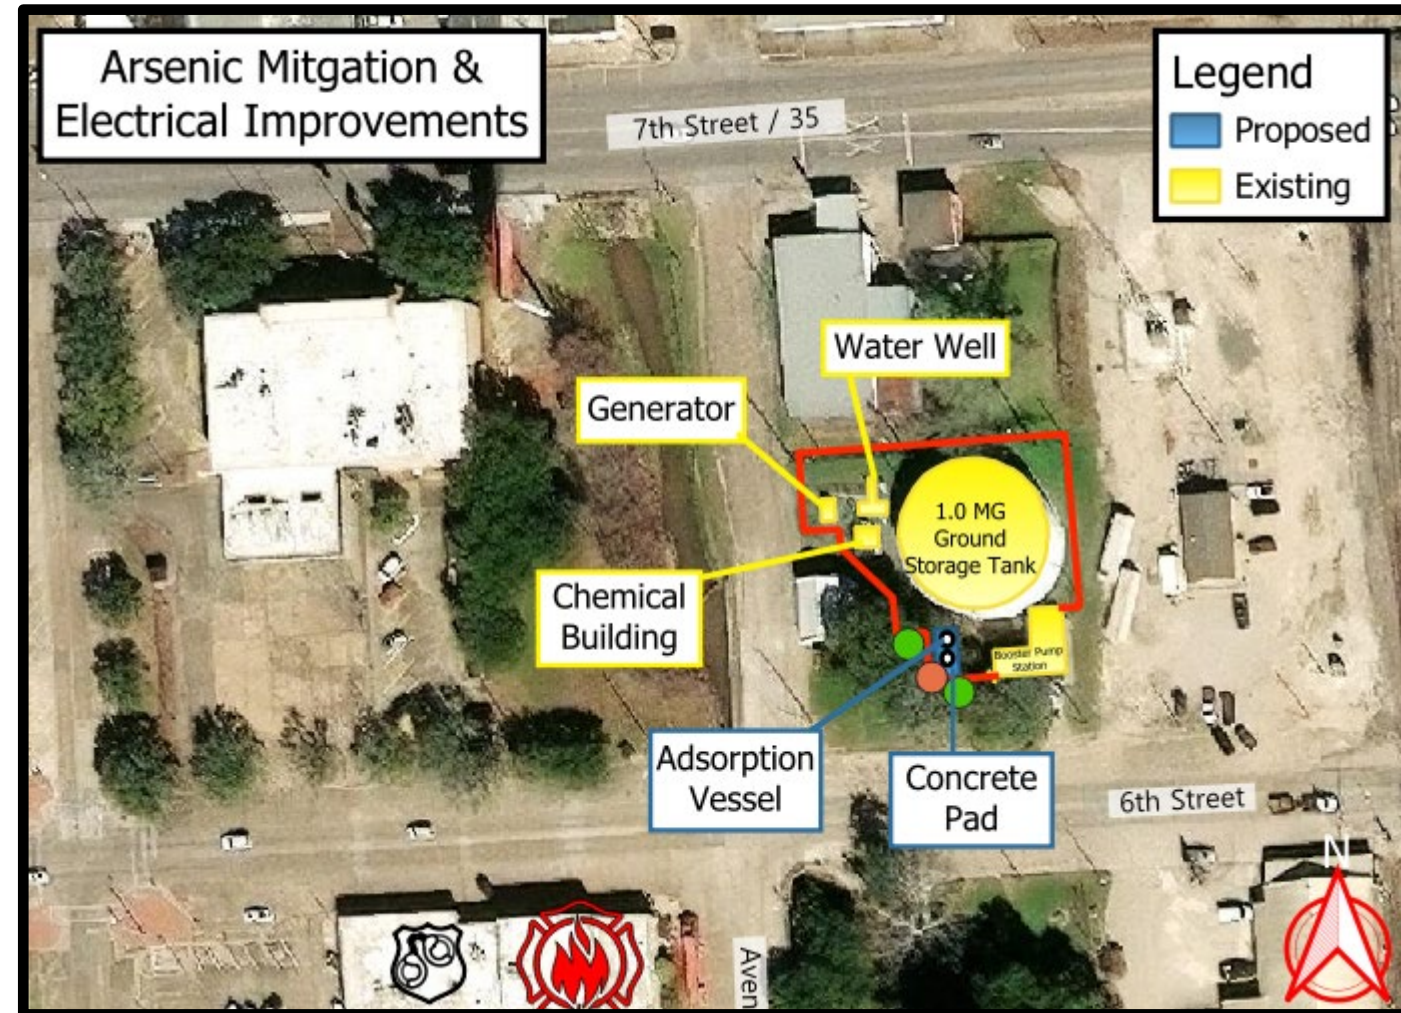 Arsenic Mitgation &
Electrical Improvements
Legend
Proposed
Existing
7th Street / 35
Water Well
Generator
1.0 MG
Ground
Storage Tank
Chemical
Building
Booster Pump
Station
Adsorption
Vessel
Concrete
Pad
6th Street
N
Aven